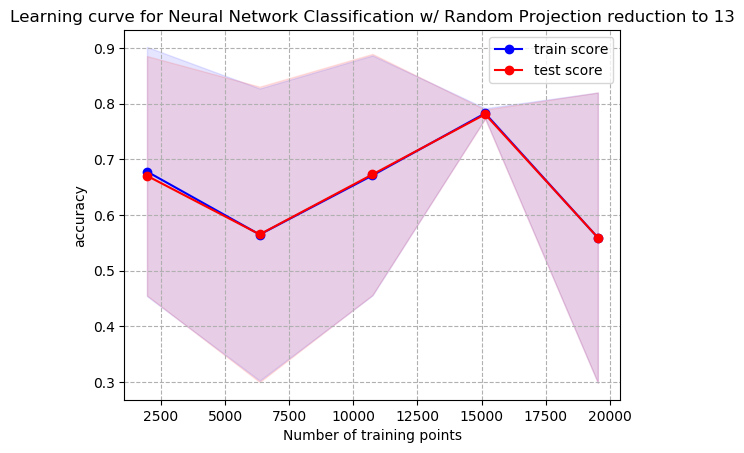 Learning curve for Neural Network Classification w/ Random Projection reduction to 13
train score
test score
0.9
0.8
0.7
0.6
0.5
0.4
0.3
accuracy
2500 5000 7500 10000 12500 15000 17500 20000
Number of training points